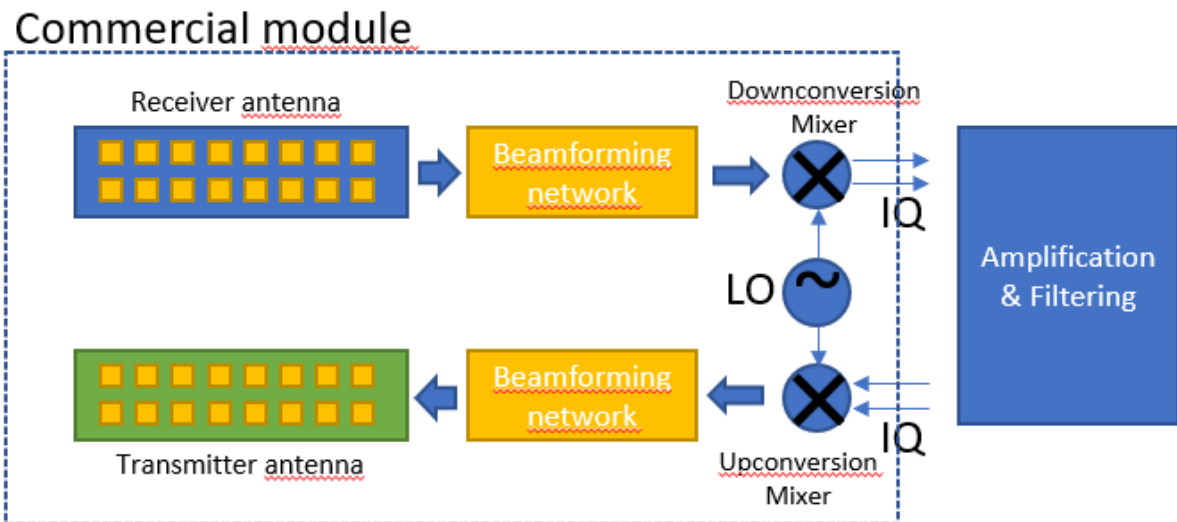 Commercial module
Receiver antenna
Beamforming
network
Downconversion
Mixer
IQ
LO
~
Amplification
& Filtering
Transmitter antenna
Beamforming
network
Upconversion
Mixer
IQ